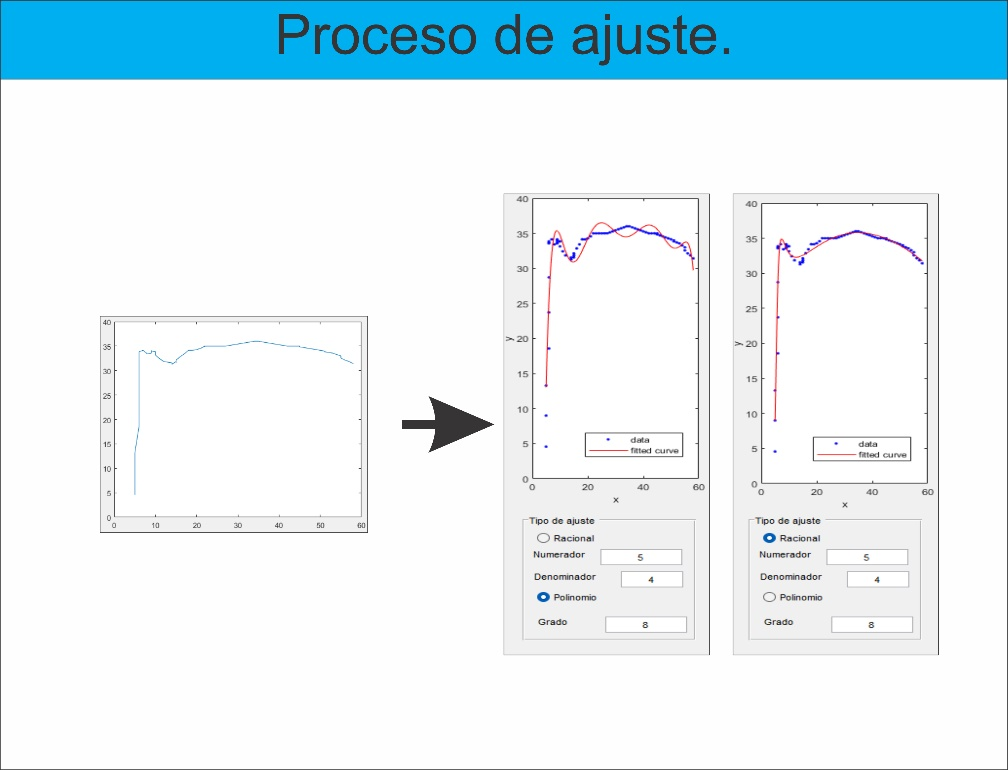 Proceso de ajuste.
40
35
30
25
20
15
10
5
0
0 10 20 30 40 50 60
40
35
30
25
20
15
10
5
0
y
data
fitted curve
0 20 40 60
x
Tipo de ajuste
Racional
Numerador 5
Denominador 4
Polinomio
Grado 8
40
35
30
25
20
15
10
5
0
y
data
fitted curve
0 20 40 60
x
Tipo de ajuste
Racional
Numerador 5
Denominador 4
Polinomio
Grado 8